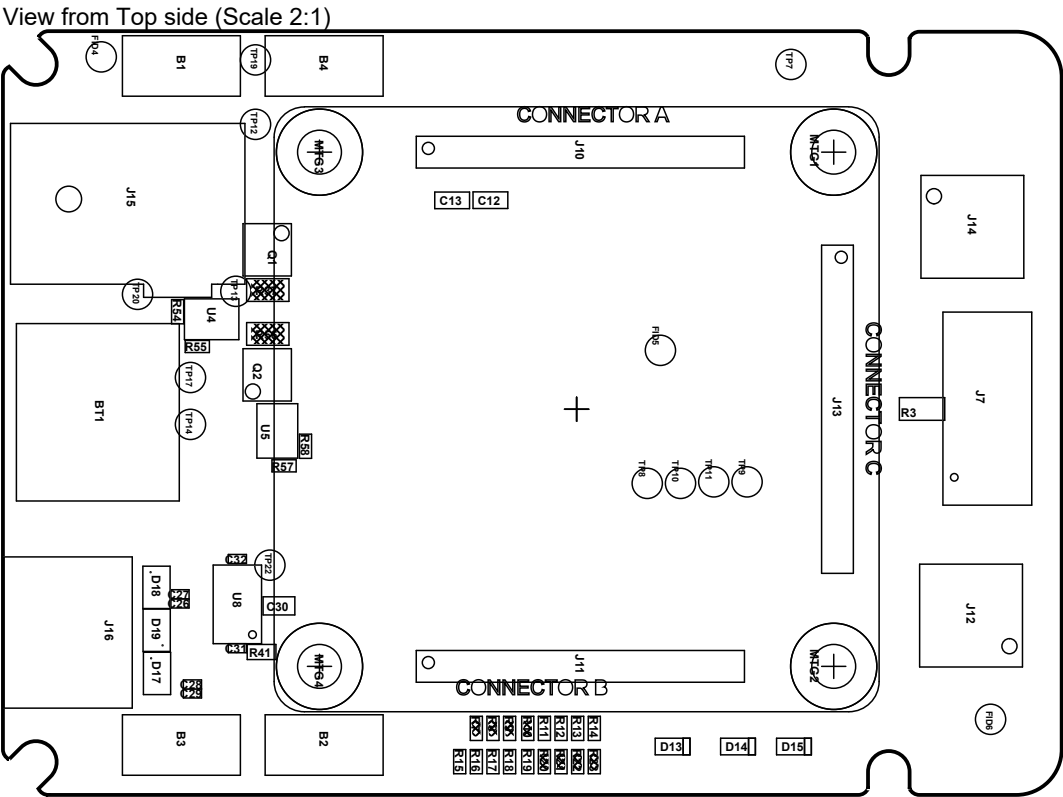 View from Top side (Scale 2:1)
FID4
B1
TP19
B4
TP7
TP12
CONNECTOR A
MTG3
J10
MTG1
J15
C13
C12
J14
Q1
TP20
TP13
R54
U4
R55
FID5
CONNECTOR C
Q2
TP17
BT1
TP14
J13
R3
J7
U5
R58
R57
TP8
TP10
TP11
TP9
C32
TP22
D18
C27
C26
U8
C30
J12
J16
D19
C31
R41
MTG4
J11
MTG2
D17
C28
C29
CONNECTOR B
FID6
B3
B2
R11
R12
R13
R14
D13
D14
D15
R15
R16
R17
R18
R19